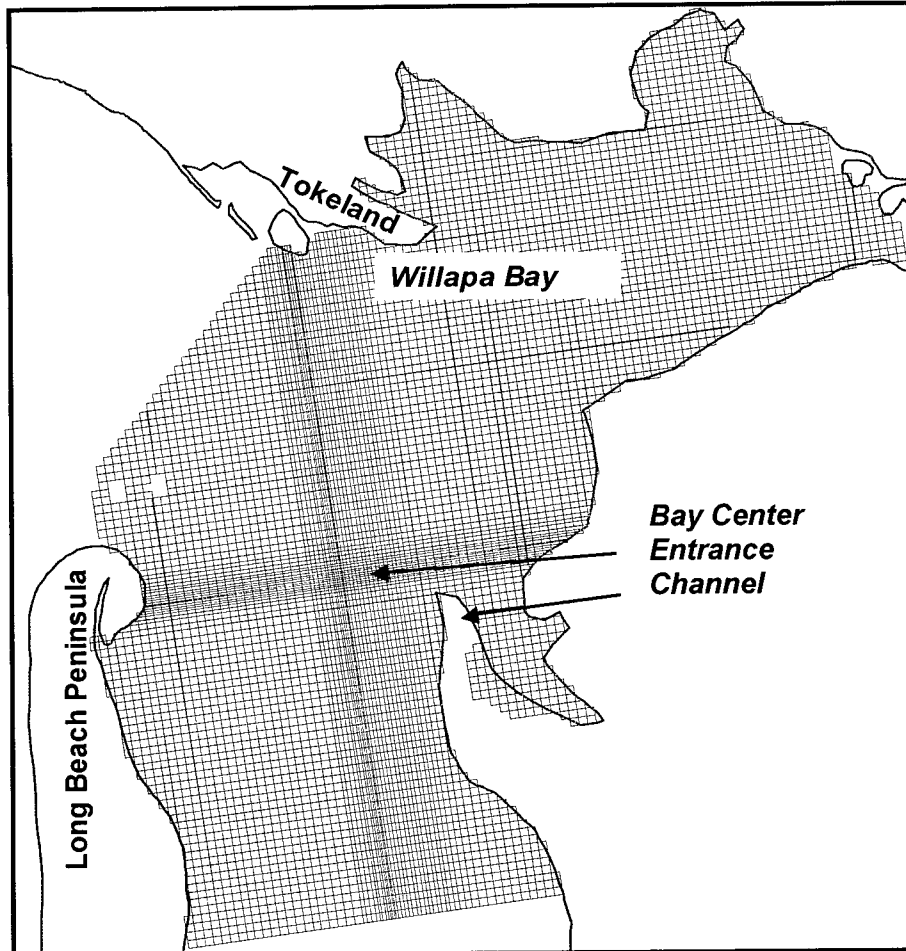 Tokeland
Willapa Bay
Bay Center
Entrance
Channel
Long Beach Peninsula